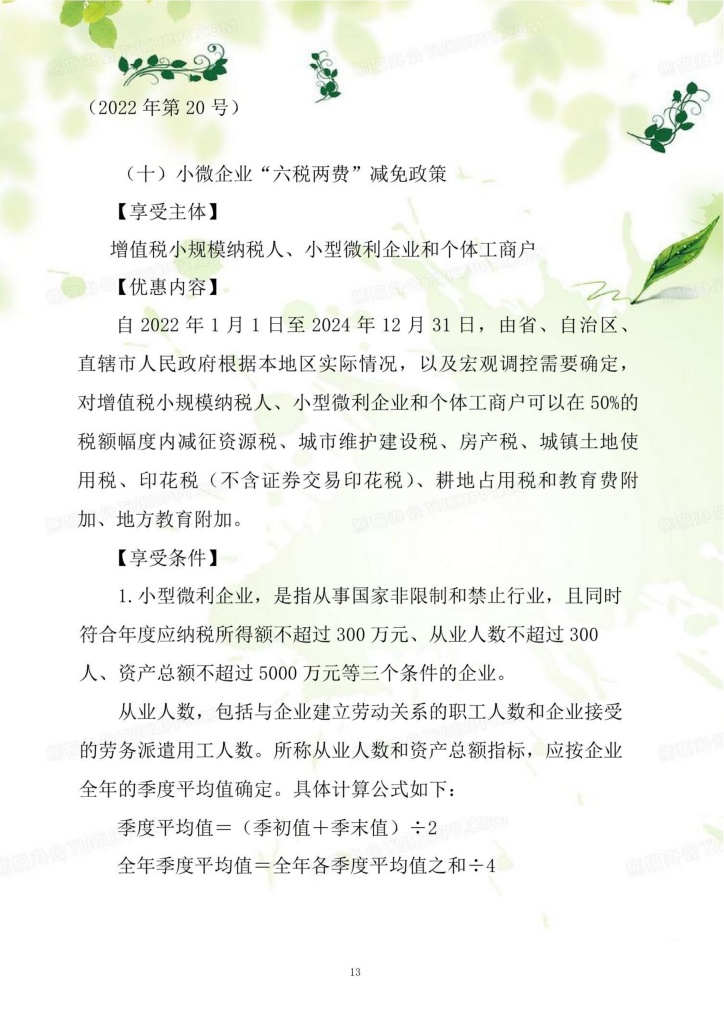 （2022 年第 20 号）
（十）小微企业“六税两费”减免政策
【享受主体】
增值税小规模纳税人、小型微利企业和个体工商户
【优惠内容】
自 2022 年 1 月 1 日至 2024 年 12 月 31 日，由省、自治区、
直辖市人民政府根据本地区实际情况，以及宏观调控需要确定，
对增值税小规模纳税人、小型微利企业和个体工商户可以在 50%的
税额幅度内减征资源税、城市维护建设税、房产税、城镇土地使
用税、印花税（不含证券交易印花税）、耕地占用税和教育费附
加、地方教育附加。
【享受条件】
1.小型微利企业，是指从事国家非限制和禁止行业，且同时
符合年度应纳税所得额不超过 300 万元、从业人数不超过 300
人、资产总额不超过 5000 万元等三个条件的企业。
从业人数，包括与企业建立劳动关系的职工人数和企业接受
的劳务派遣用工人数。所称从业人数和资产总额指标，应按企业
全年的季度平均值确定。具体计算公式如下：
季度平均值＝（季初值＋季末值）÷2
全年季度平均值＝全年各季度平均值之和÷4
13